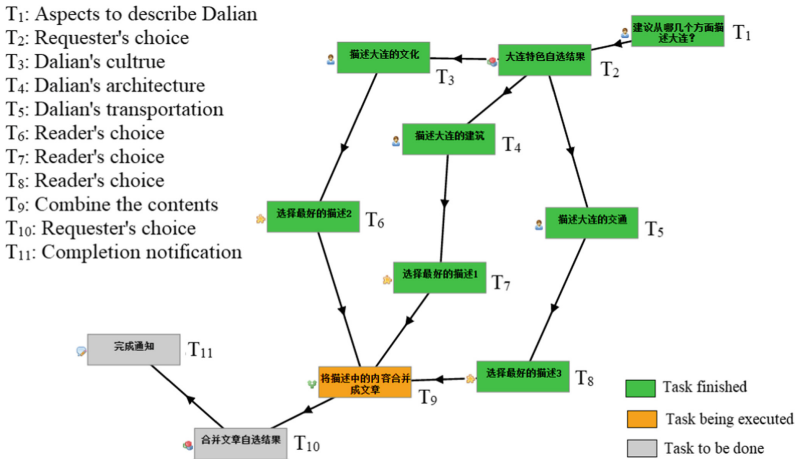 T1: Aspects to describe Dalian
T2: Requester's choice
T3: Dalian's cultrue
T4: Dalian's architecture
T5: Dalian's transportation
T6: Reader's choice
T7: Reader's choice
T8: Reader's choice
T9: Combine the contents
T10: Requester's choice
T11: Completion notification
建议从哪几个方面描
述大连？
T1
大连特色自选结果
T2
描述大连的文化
T3
描述大连的建筑
T4
描述大连的交通
T5
选择最好的描述2
T6
选择最好的描述1
T7
选择最好的描述3
T8
将描述中的内容合并
成文章
T9
合并文章自选结果
T10
完成通知
T11
Task finished
Task being executed
Task to be done